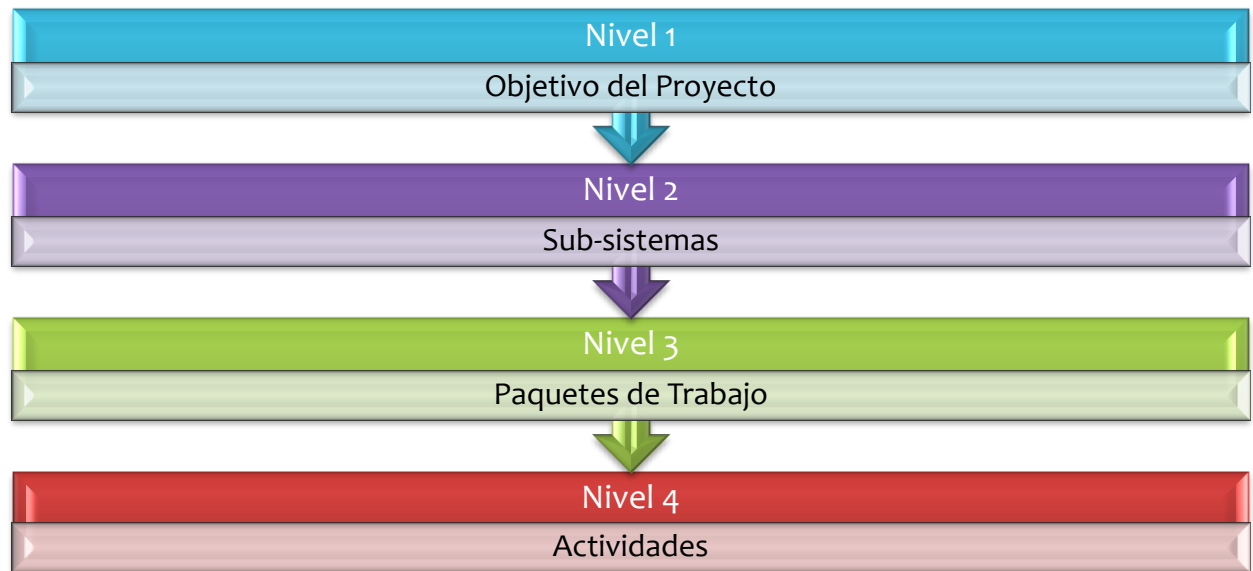 Nivel 1
Objetivo del Proyecto
Nivel 2
Sub-sistemas
Nivel 3
Paquetes de Trabajo
Nivel 4
Actividades